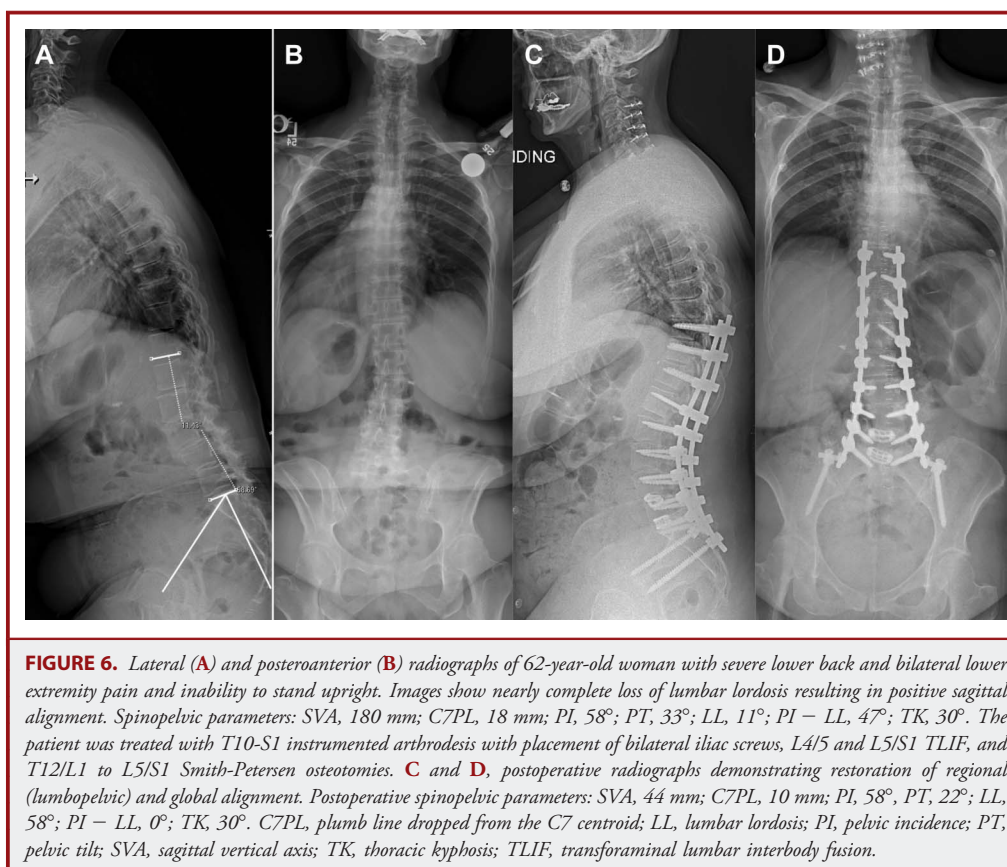 A
B
C
D
NDING
11.43°
FIGURE 6. Lateral (A) and posteroanterior (B) radiographs of 62-year-old woman with severe lower back and bilateral lower
extremity pain and inability to stand upright. Images show nearly complete loss of lumbar lordosis resulting in positive sagittal
alignment. Spinopelvic parameters: SVA, 180 mm; C7PL, 18 mm; PI, 58°; PT, 33°; LL, 11°; PI − LL, 47°; TK, 30°. The
patient was treated with T10-S1 instrumented arthrodesis with placement of bilateral iliac screws, L4/5 and L5/S1 TLIF, and
T12/L1 to L5/S1 Smith-Petersen osteotomies. C and D, postoperative radiographs demonstrating restoration of regional
(lumbopelvic) and global alignment. Postoperative spinopelvic parameters: SVA, 44 mm; C7PL, 10 mm; PI, 58°, PT, 22°; LL,
58°; PI − LL, 0°; TK, 30°. C7PL, plumb line dropped from the C7 centroid; LL, lumbar lordosis; PI, pelvic incidence; PT,
pelvic tilt; SVA, sagittal vertical axis; TK, thoracic kyphosis; TLIF, transforaminal lumbar interbody fusion.